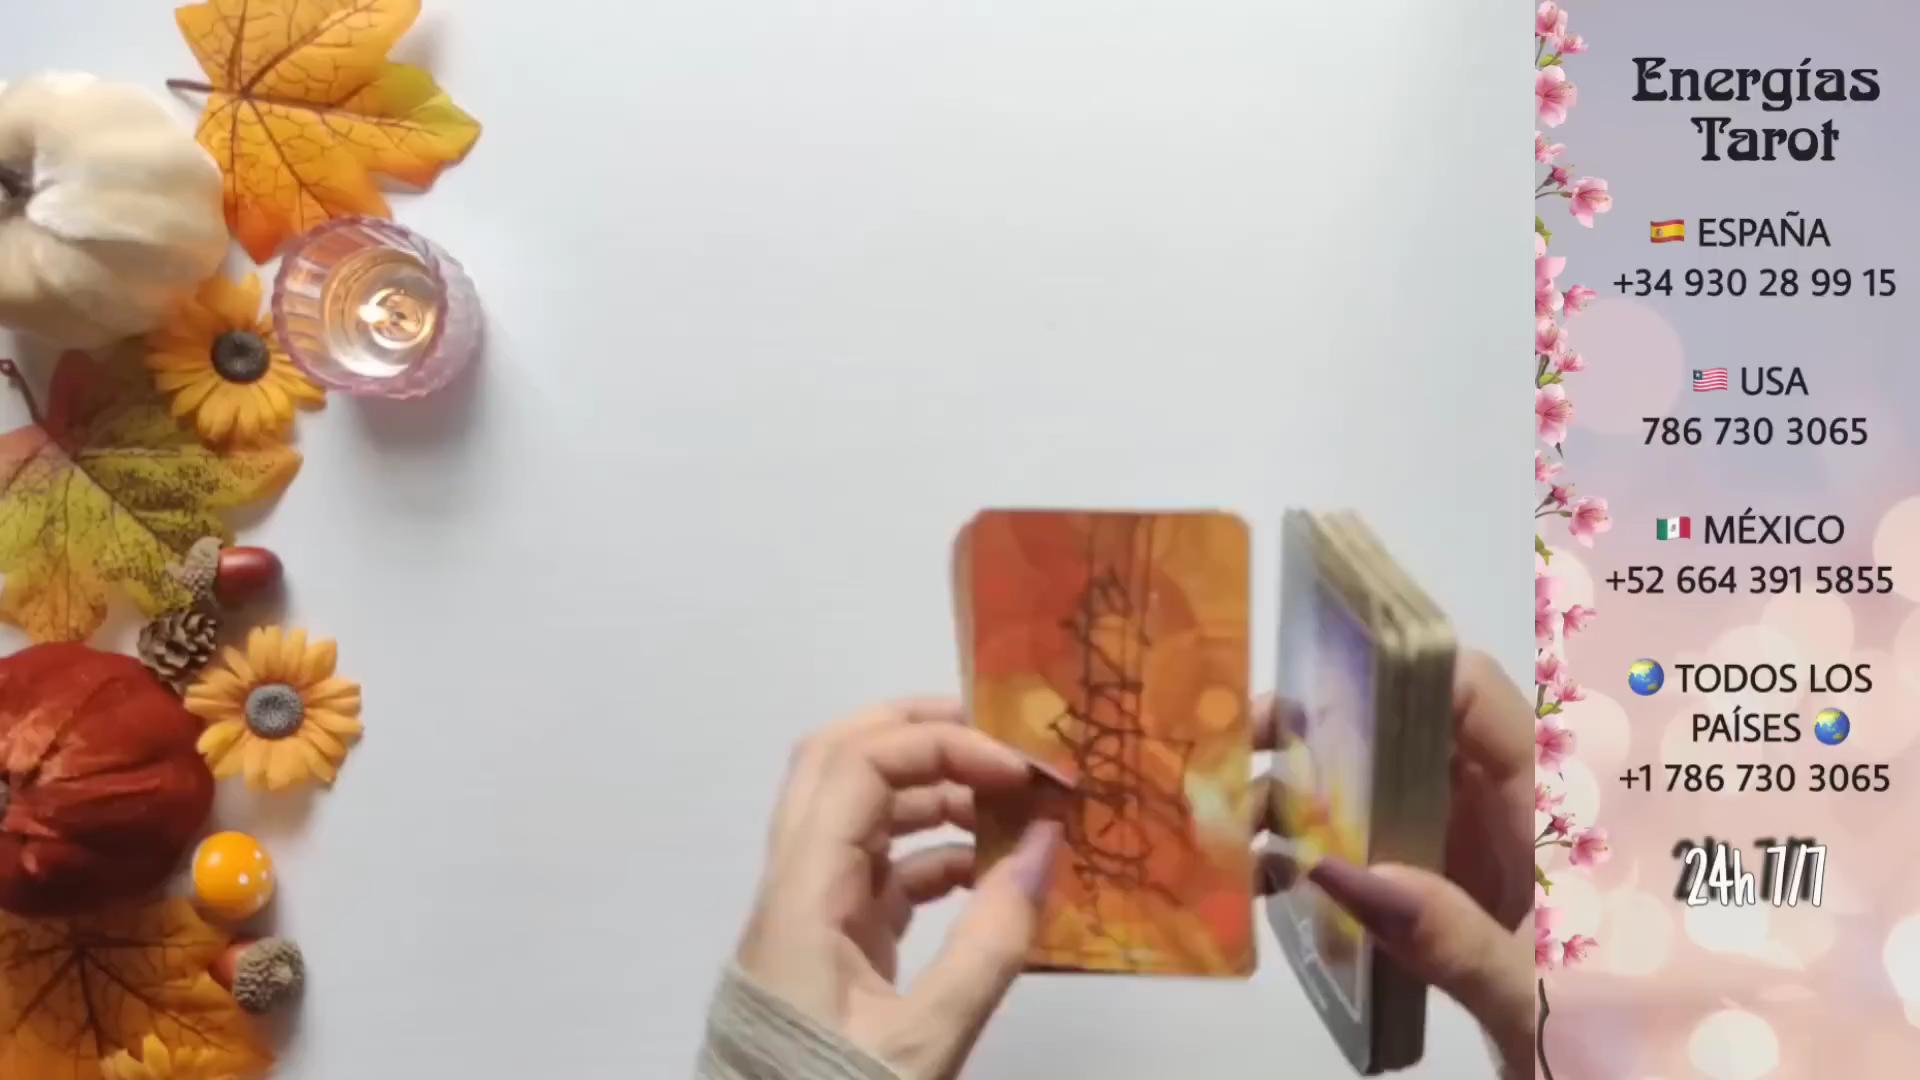 Energías
Tarot
🇪🇸 ESPAÑA
+34 930 28 99 15
🇱🇷 USA
786 730 3065
🇲🇽 MÉXICO
+52 664 391 5855
🌏 TODOS LOS
PAÍSES 🌏
+1 786 730 3065
24h 7/7